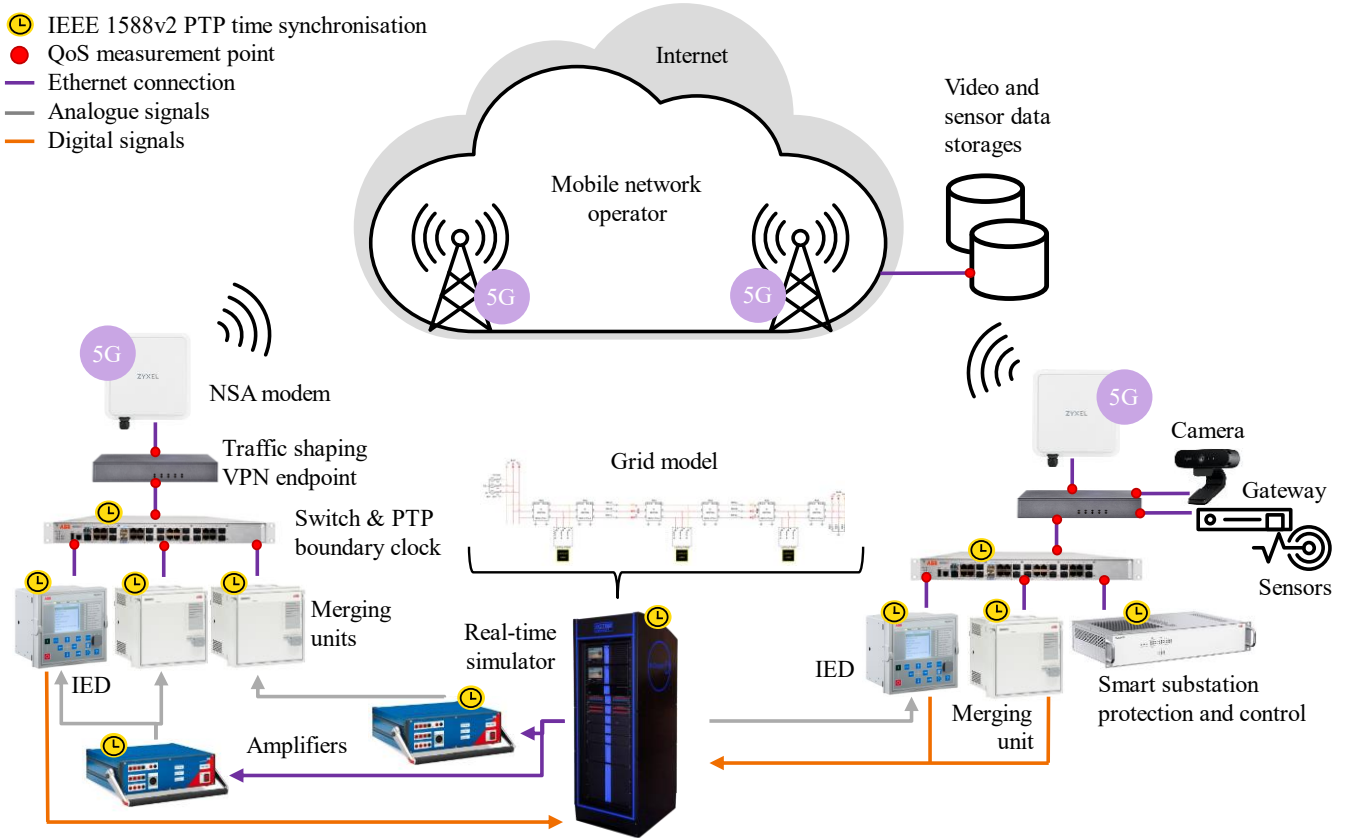 IEEE 1588v2 PTP time synchronisation
QoS measurement point
Ethernet connection
Analogue signals
Digital signals
Internet
Mobile network
operator
Video and
sensor data
storages
5G
5G
5G
ZYXEL
NSA modem
5G
ZYXEL
Traffic shaping
VPN endpoint
Camera
Gateway
Sensors
Grid model
ABB
Switch & PTP
boundary clock
ABB
Merging
units
IED
Real-time
simulator
IED
Merging
unit
Smart substation
protection and control
Amplifiers